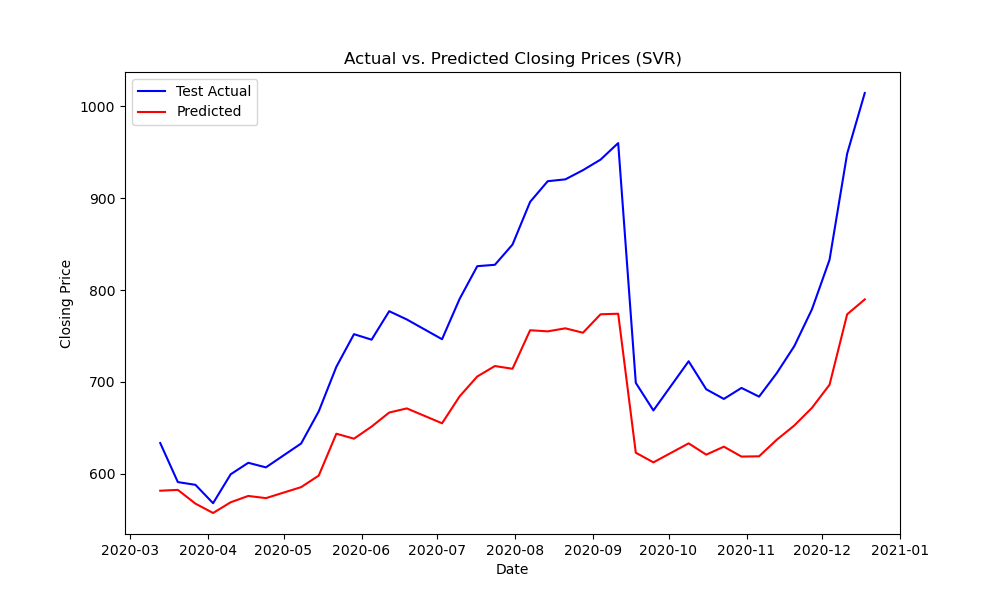 Actual vs. Predicted Closing Prices (SVR)
Test Actual
Predicted
1000
900
800
700
600
Closing Price
2020-03 2020-04 2020-05 2020-06 2020-07 2020-08 2020-09 2020-10 2020-11 2020-12 2021-01
Date